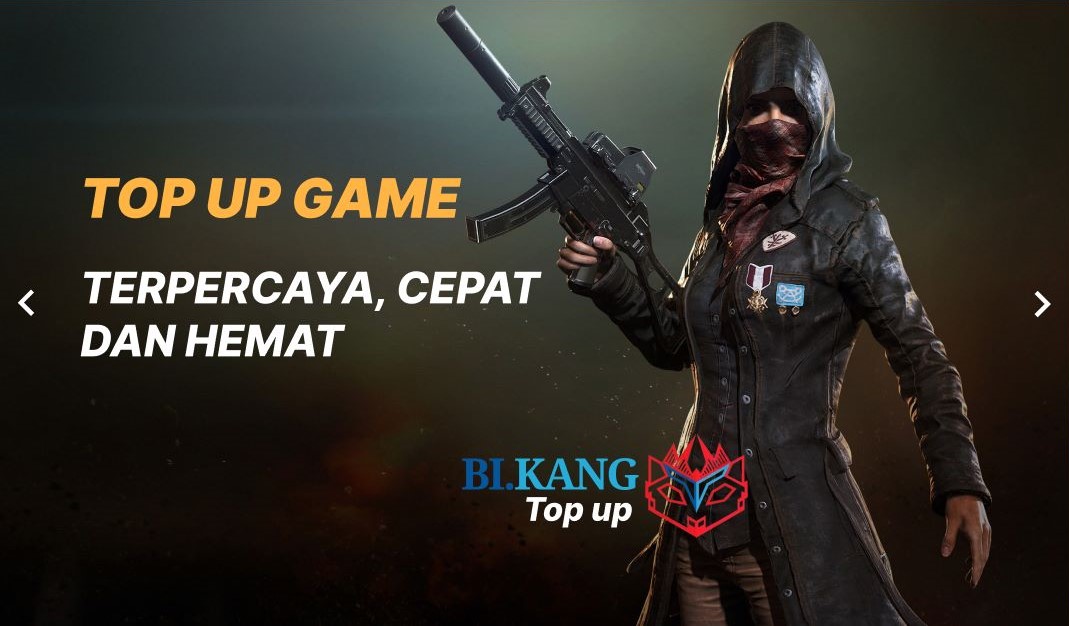 TOP UP GAME
TERPERCAYA, CEPAT
DAN HEMAT
BI.KANG
Top up